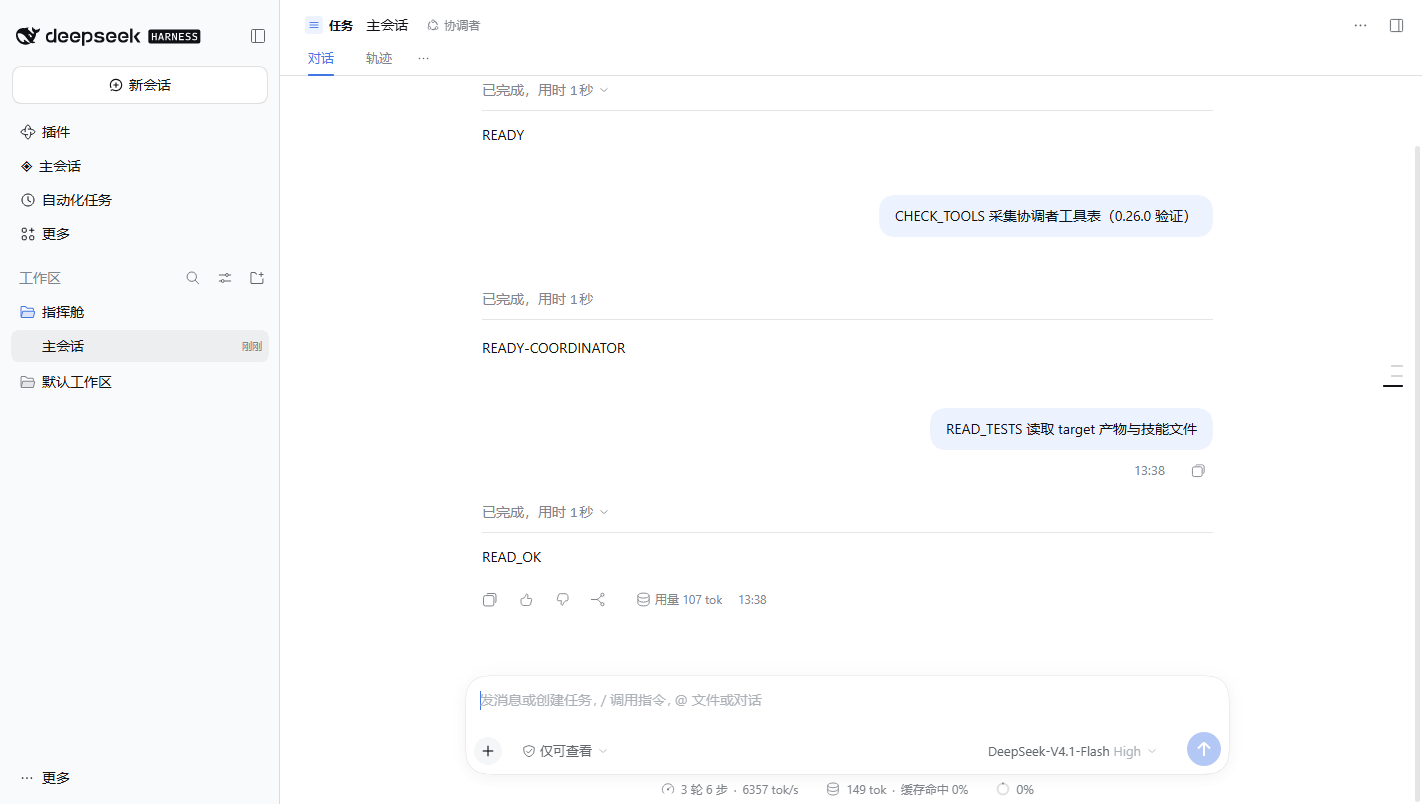 deepseek HARNESS
新会话
插件
主会话
自动化任务
更多
工作区
指挥舱
主会话 刚刚
默认工作区
更多
任务 主会话 协调者
对话 轨迹
已完成，用时 1秒
READY
CHECK_TOOLS 采集协调者工具表（0.26.0 验证）
已完成，用时 1秒
READY-COORDINATOR
READ_TESTS 读取 target 产物与技能文件
13:38
已完成，用时 1秒
READ_OK
用量 107 tok 13:38
发消息或创建任务, / 调用指令, @ 文件或对话
仅可查看
DeepSeek-V4.1-Flash High
3 轮 6 步 · 6357 tok/s 149 tok · 缓存命中 0% 0%